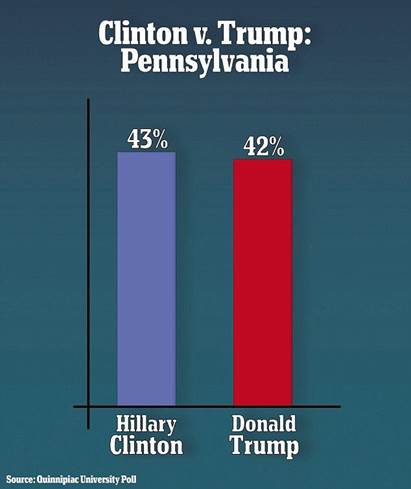 Clinton v. Trump:
Pennsylvania
43%
42%
Hillary
Clinton
Donald
Trump
Source: Quinnipiac University Poll